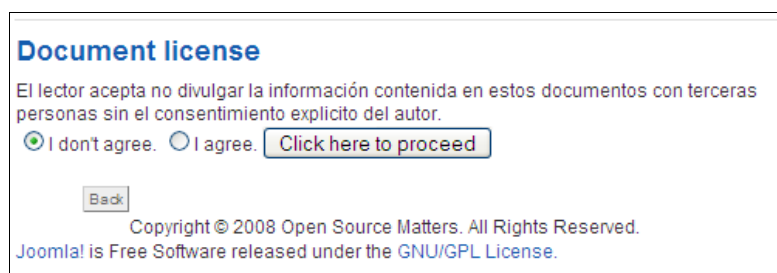 Document license
El lector acepta no divulgar la información contenida en estos documentos con terceras
personas sin el consentimiento explicito del autor.
I don't agree. I agree. Click here to proceed
Back
Copyright © 2008 Open Source Matters. All Rights Reserved.
Joomla! is Free Software released under the GNU/GPL License.